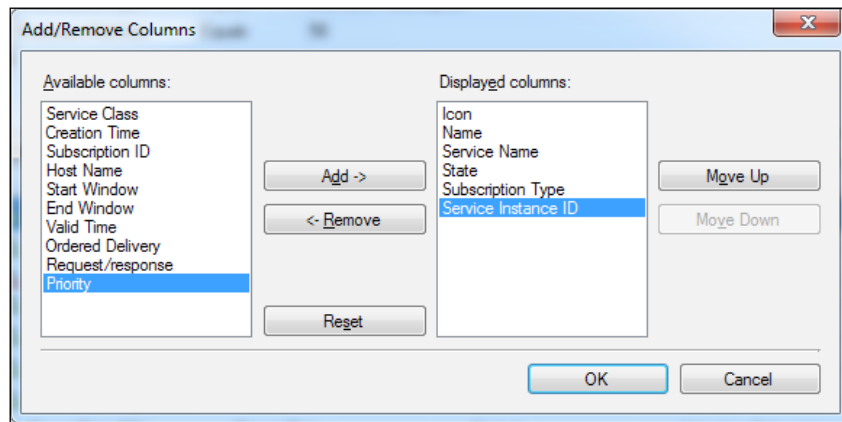 Add/Remove Columns
Available columns:
Service Class
Creation Time
Subscription ID
Host Name
Start Window
End Window
Valid Time
Ordered Delivery
Request/response
Priority
Add ->
<- Remove
Reset
Displayed columns:
Icon
Name
Service Name
State
Subscription Type
Service Instance ID
Move Up
Move Down
OK
Cancel